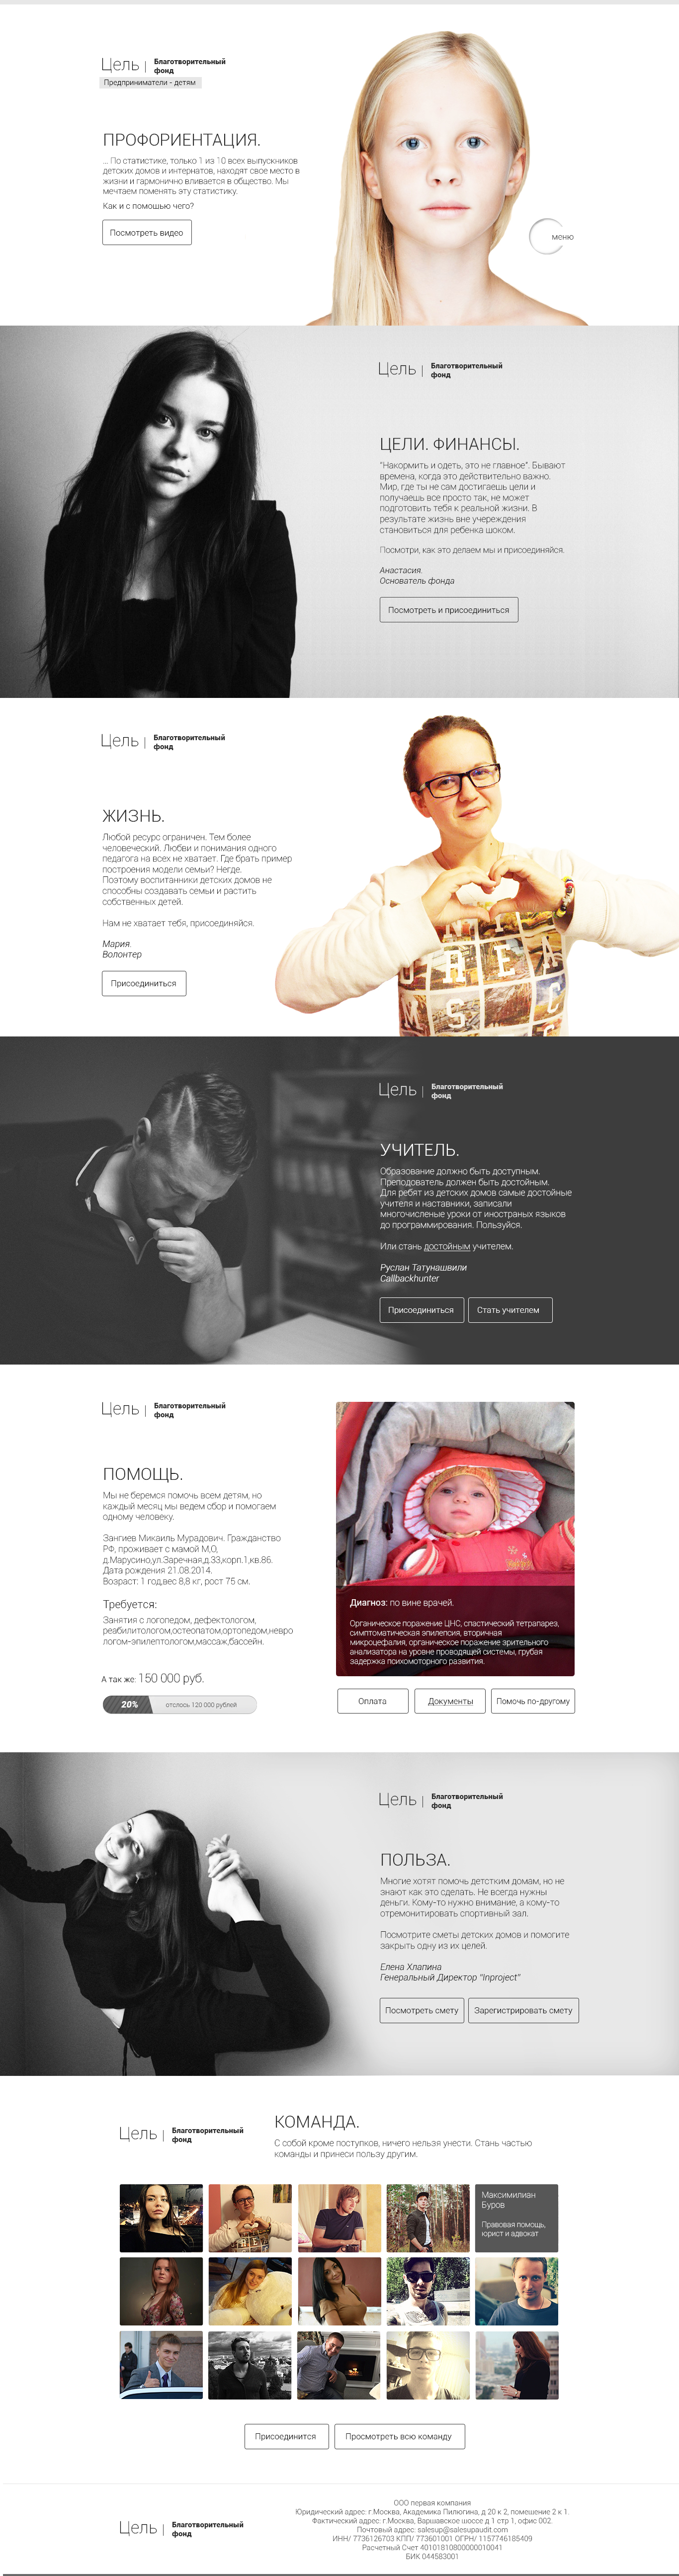 Цель | Благотворительный
фонд
Предприниматели - детям
ПРОФОРИЕНТАЦИЯ.
... По статистике, только 1 из 10 всех выпускников
детских домов и интернатов, находят свое место в
жизни и гармонично вливается в общество. Мы
мечтаем поменять эту статистику.
Как и с помошью чего?
Посмотреть видео
меню
Цель | Благотворительный
фонд
ЦЕЛИ. ФИНАНСЫ.
"Накормить и одеть, это не главное". Бывают
времена, когда это действительно важно.
Мир, где ты не сам достигаешь цели и
получаешь все просто так, не может
подготовить тебя к реальной жизни. В
результате жизнь вне учереждения
становиться для ребенка шоком.
Посмотри, как это делаем мы и присоединяйся.
Анастасия.
Основатель фонда
Посмотреть и присоединиться
Цель | Благотворительный
фонд
ЖИЗНЬ.
Любой ресурс ограничен. Тем более
человеческий. Любви и понимания одного
педагога на всех не хватает. Где брать пример
построения модели семьи? Негде.
Поэтому воспитанники детских домов не
способны создавать семьи и растить
собственных детей.
Нам не хватает тебя, присоединяйся.
Мария.
Волонтер
Присоединиться
Цель | Благотворительный
фонд
УЧИТЕЛЬ.
Образование должно быть доступным.
Преподователь должен быть достойным.
Для ребят из детских домов самые достойные
учителя и наставники, записали
многочисленые уроки от иностраных языков
до программирования. Пользуйся.
Или стань достойным учителем.
Руслан Татунашвили
Callbackhunter
Присоединиться
Стать учителем
Цель | Благотворительный
фонд
ПОМОЩЬ.
Мы не беремся помочь всем детям, но
каждый месяц мы ведем сбор и помогаем
одному человеку.
Зангиев Микаиль Мурадович. Гражданство
РФ, проживает с мамой М,О,
д.Марусино,ул.Заречная,д.33,корп.1,кв.86.
Дата рождения 21.08.2014.
Возраст: 1 год,вес 8,8 кг, рост 75 см.
Требуется:
Занятия с логопедом, дефектологом,
реабилитологом,остеопатом,ортопедом,невро
логом-эпилептологом,массаж,бассейн.
А так же: 150 000 руб.
20% отслось 120 000 рублей
Диагноз: по вине врачей.
Органическое поражение ЦНС, спастический тетрапарез,
симптоматическая эпилепсия, вторичная
микроцефалия, органическое поражение зрительного
анализатора на уровне проводящей системы, грубая
задержка психомоторного развития.
Оплата
Документы
Помочь по-другому
Цель | Благотворительный
фонд
ПОЛЬЗА.
Многие хотят помочь детстким домам, но не
знают как это сделать. Не всегда нужны
деньги. Кому-то нужно внимание, а кому-то
отремонитировать спортивный зал.
Посмотрите сметы детских домов и помогите
закрыть одну из их целей.
Елена Хлапина
Генеральный Директор "Inproject"
Посмотреть смету
Зарегистрировать смету
Цель | Благотворительный
фонд
КОМАНДА.
С собой кроме поступков, ничего нельзя унести. Стань частью
команды и принеси пользу другим.
Максимилиан
Буров
Правовая помощь,
юрист и адвокат
Присоединится
Просмотреть всю команду
Цель | Благотворительный
фонд
ООО первая компания
Юридический адрес: г.Москва, Академика Пилюгина, д 20 к 2, помешение 2 к 1.
Фактический адрес: г.Москва, Варшавское шоссе д 1 стр 1, офис 002
Почтовый адрес: salesup@salesupaudit.com
ИНН/ 7736126703 КПП/ 773601001 ОГРН/ 1157746185409
Расчетный Счет 40101810800000010041
БИК 044583001